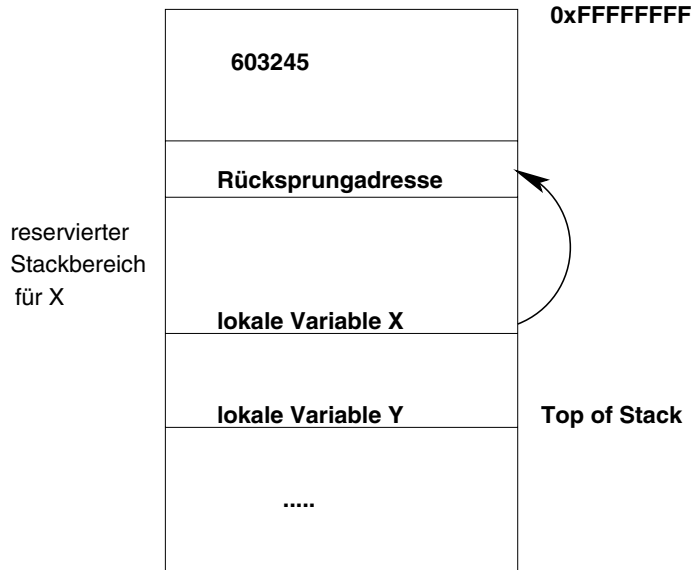 0xFFFFFFFF
603245
Rücksprungadresse
reservierter
Stackbereich
für X
lokale Variable X
lokale Variable Y
Top of Stack
.....